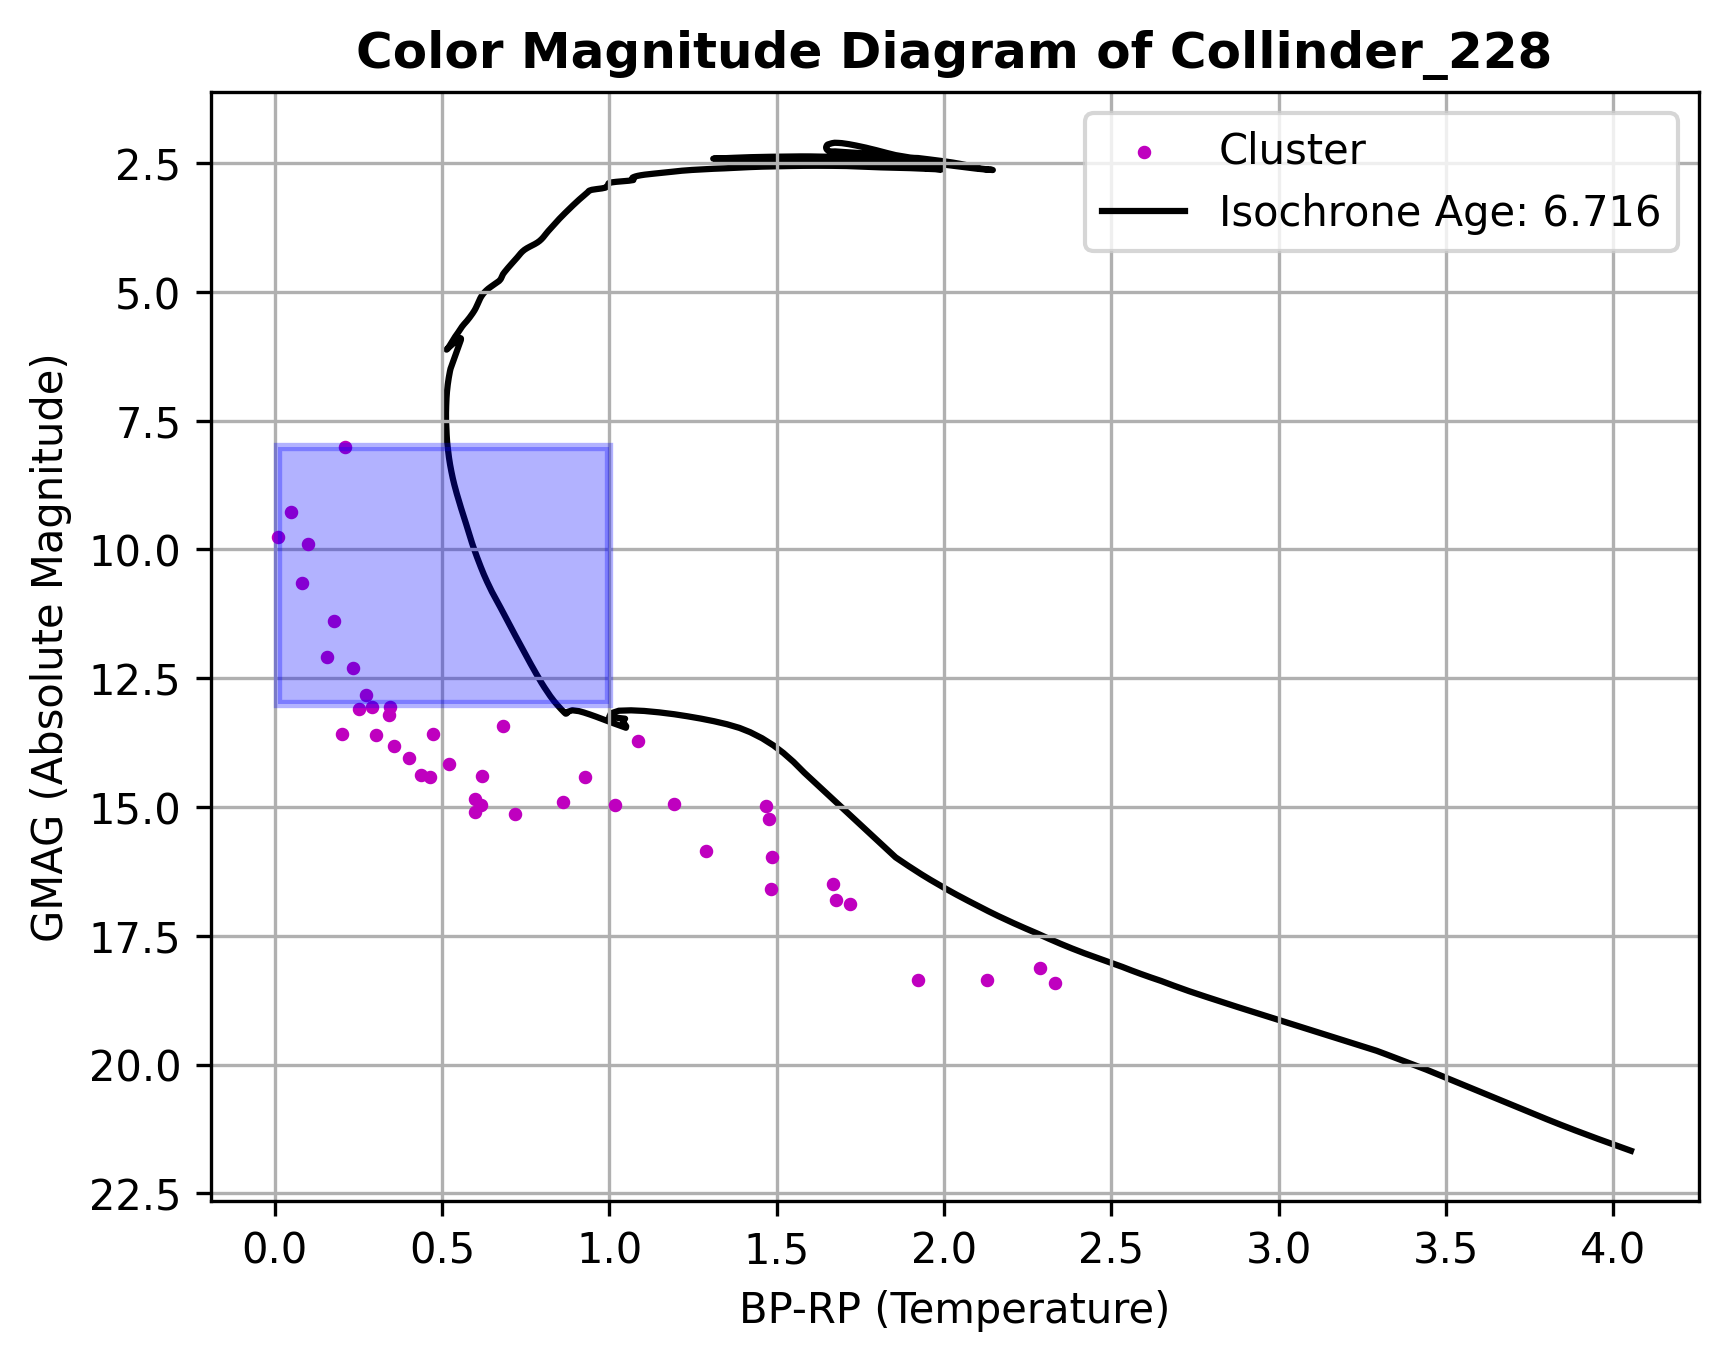 Color Magnitude Diagram of Collinder_228
Cluster
Isochrone Age: 6.716
GMAG (Absolute Magnitude)
2.5
5.0
7.5
10.0
12.5
15.0
17.5
20.0
22.5
0.0 0.5 1.0 1.5 2.0 2.5 3.0 3.5 4.0
BP-RP (Temperature)